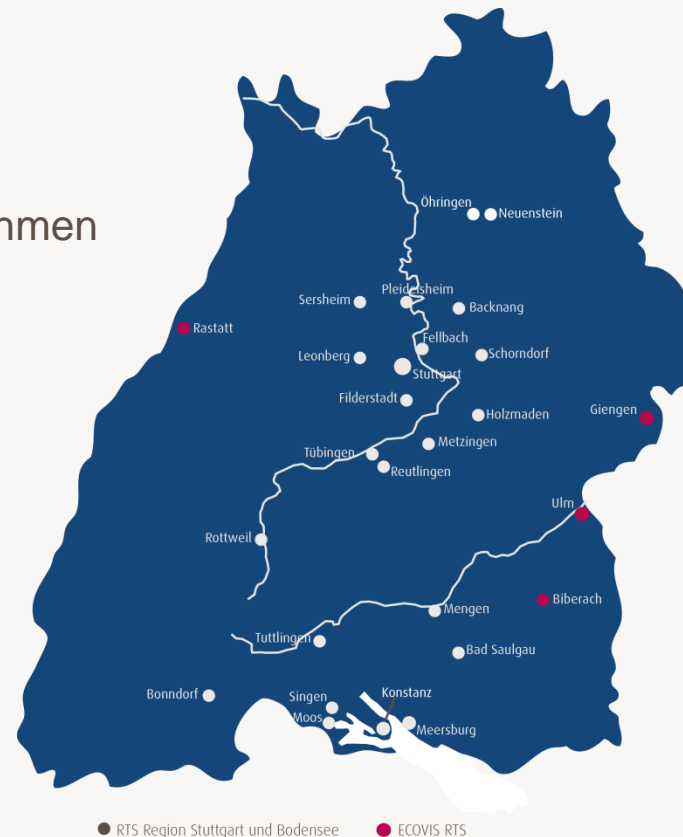 hmen
Öhringen
Neuenstein
Sersheim
Pleidelsheim
Backnang
Rastatt
Fellbach
Leonberg
Schorndorf
Stuttgart
Filderstadt
Holzmaden
Giengen
Metzingen
Tübingen
Reutlingen
Ulm
Rottweil
Biberach
Mengen
Tuttlingen
Bad Saulgau
Bonndorf
Singen
Konstanz
Moos
Meersburg
RTS Region Stuttgart und Bodensee
ECOVIS RTS